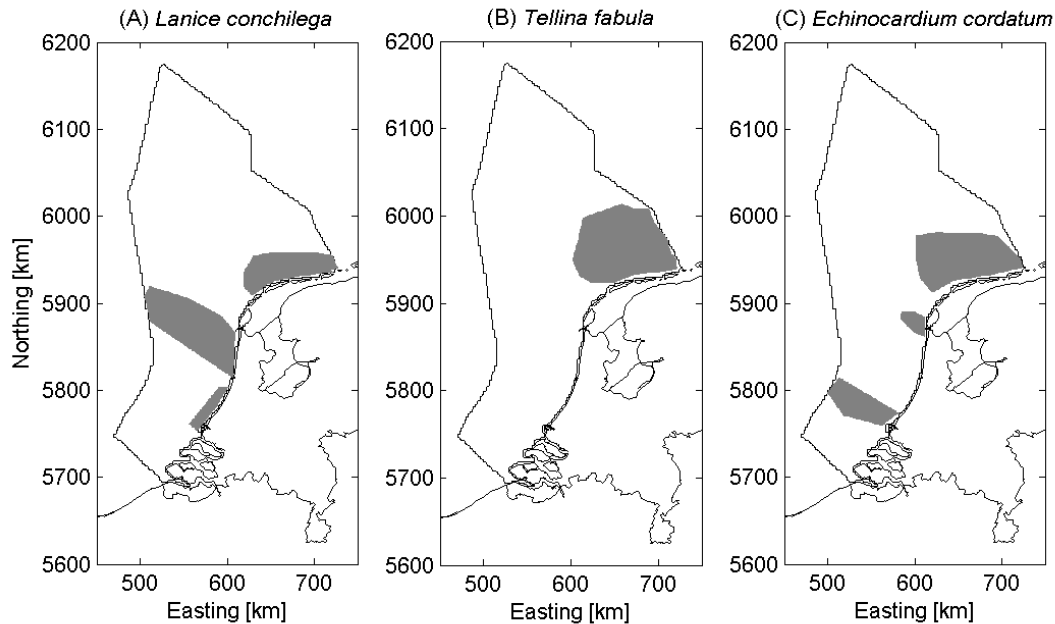 (A) Lanice conchilega
(B) Tellina fabula
(C) Echinocardium cordatum
6200
6100
6000
5900
5800
5700
5600
Northing [km]
500 600 700
Easting [km]
6200
6100
6000
5900
5800
5700
5600
500 600 700
Easting [km]
6200
6100
6000
5900
5800
5700
5600
500 600 700
Easting [km]